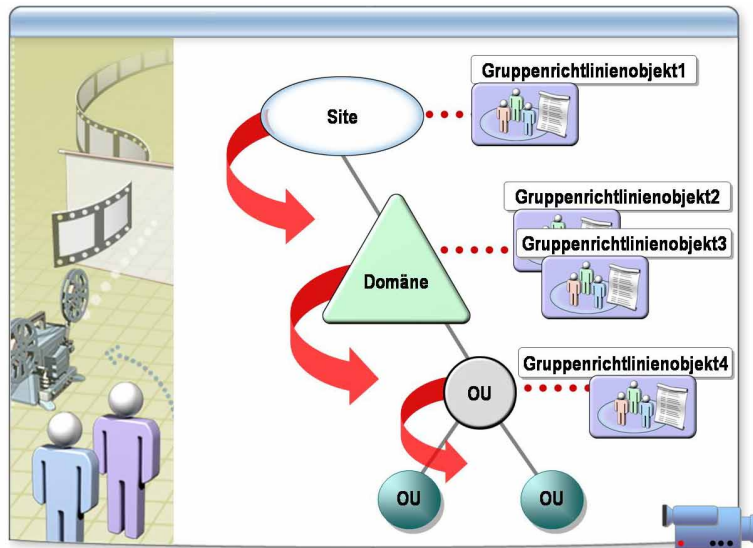 Gruppenrichtlinienobjekt1
Site
Gruppenrichtlinienobjekt2
Gruppenrichtlinienobjekt3
Domäne
Gruppenrichtlinienobjekt4
OU
OU
OU